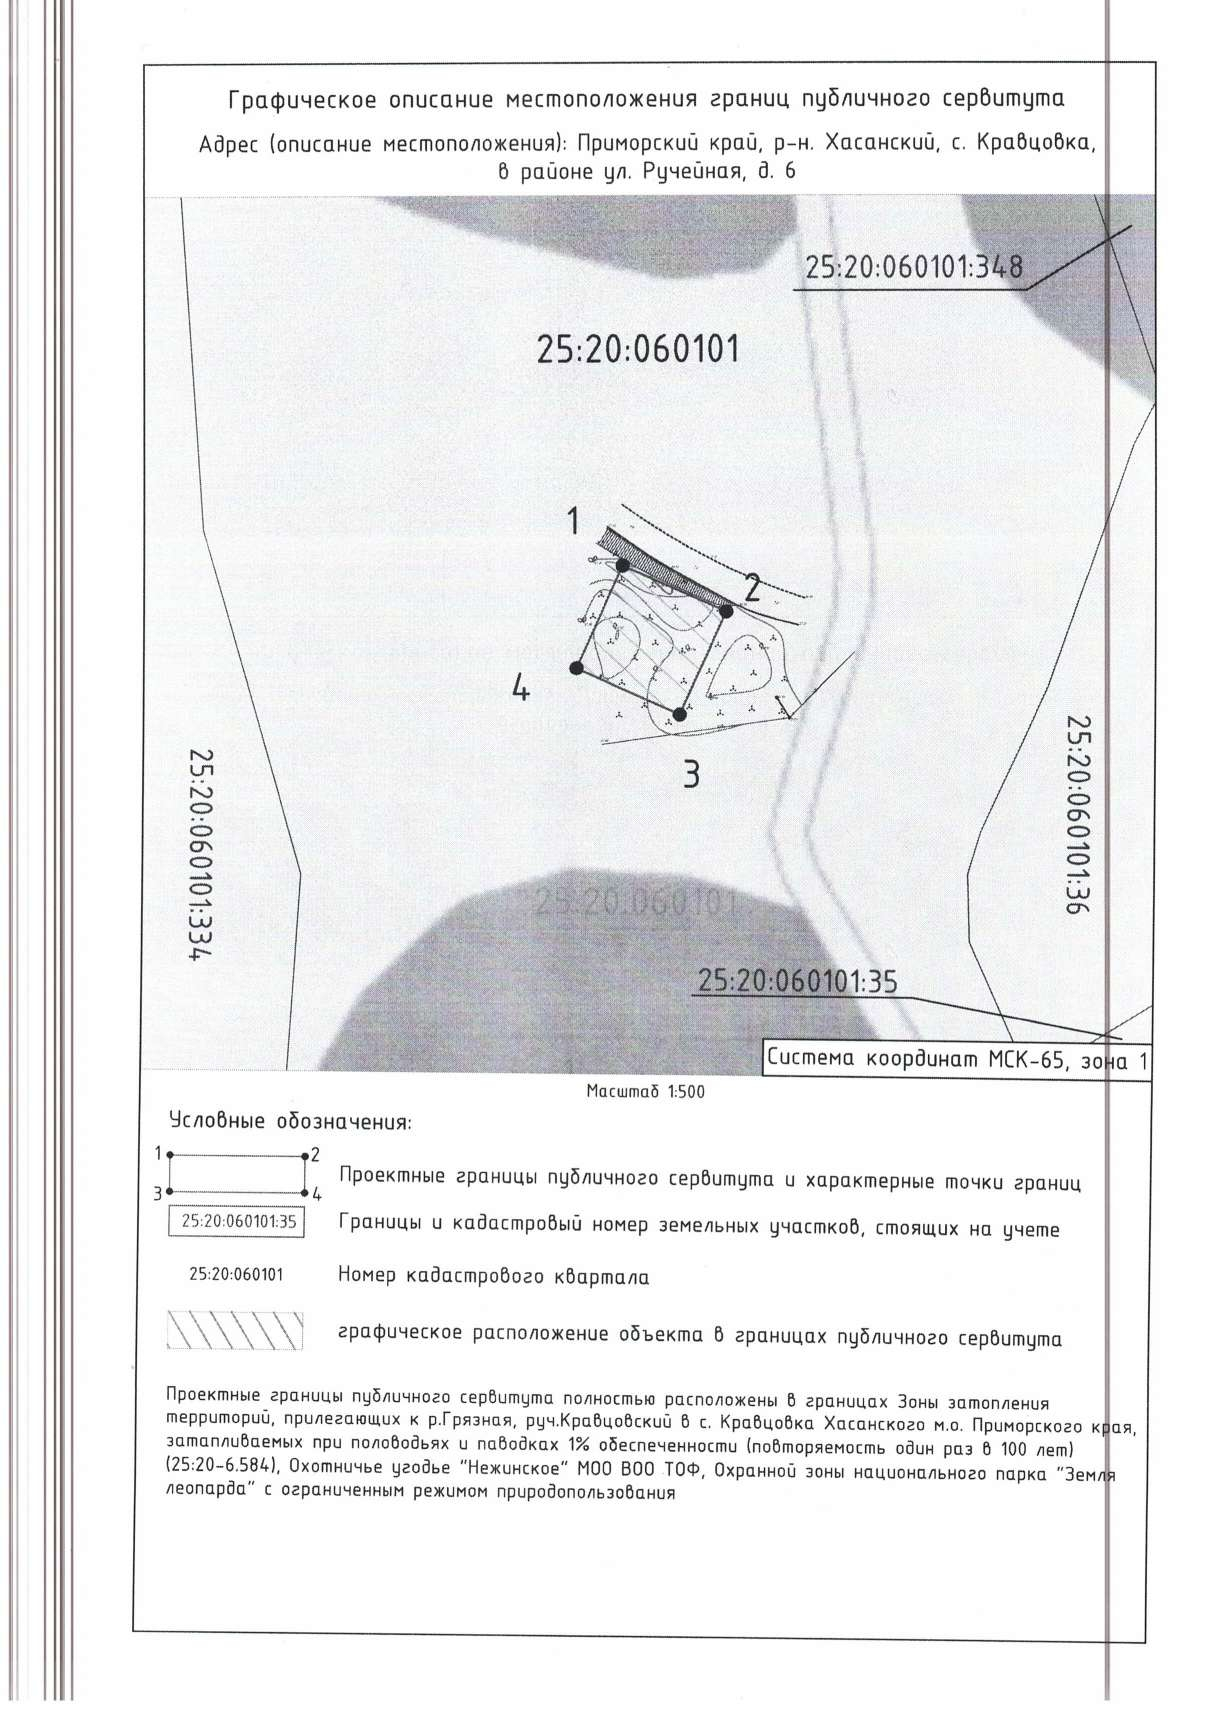 Графическое описание местоположения границ публичного сервитута
Адрес (описание местоположения): Приморский край, р-н. Хасанский, с. Кравцовка,
в районе ул. Ручейная, д. 6
25:20:060101:348
25:20:060101
1
2
4
3
25:20:060101:334
25:20:060101:36
25:20:060101
25:20:060101:35
Система координат МСК-65, зона 1
Масштаб 1:500
Условные обозначения:
1 2
3 4
Проектные границы публичного сервитута и характерные точки границ
25:20:060101:35 Границы и кадастровый номер земельных участков, стоящих на учете
25:20:060101 Номер кадастрового квартала
графическое расположение объекта в границах публичного сервитута
Проектные границы публичного сервитута полностью расположены в границах Зоны затопления
территорий, прилегающих к р.Грязная, руч.Кравцовский в с. Кравцовка Хасанского м.о. Приморского края,
затапливаемых при половодьях и паводках 1% обеспеченности (повторяемость один раз в 100 лет)
(25:20-6.584), Охотничье угодье "Нежинское" МОО ВОО ТОФ, Охранной зоны национального парка "Земля
леопарда" с ограниченным режимом природопользования